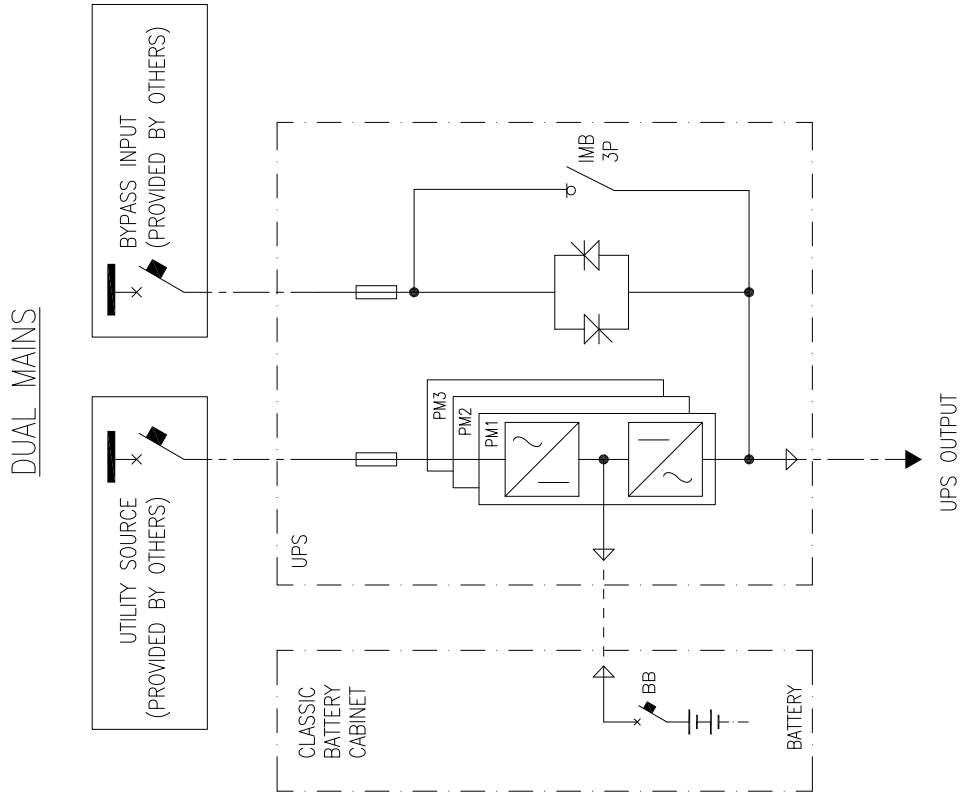 DUAL MAINS
UTILITY SOURCE
(PROVIDED BY OTHERS)
BYPASS INPUT
(PROVIDED BY OTHERS)
UPS
PM3
PM2
PM1
IMB
3P
CLASSIC
BATTERY
CABINET
BB
BATTERY
UPS OUTPUT